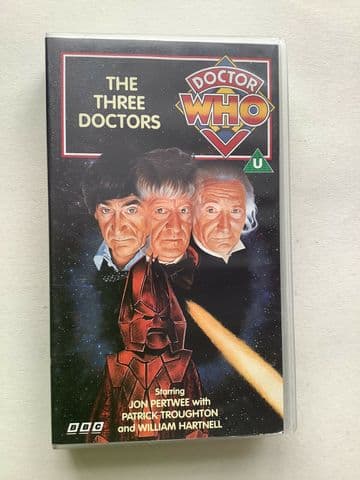 THE
THREE
DOCTORS
DOCTOR
WHO
U
Starring
JON PERTWEE with
PATRICK TROUGHTON
and WILLIAM HARTNELL
BBC